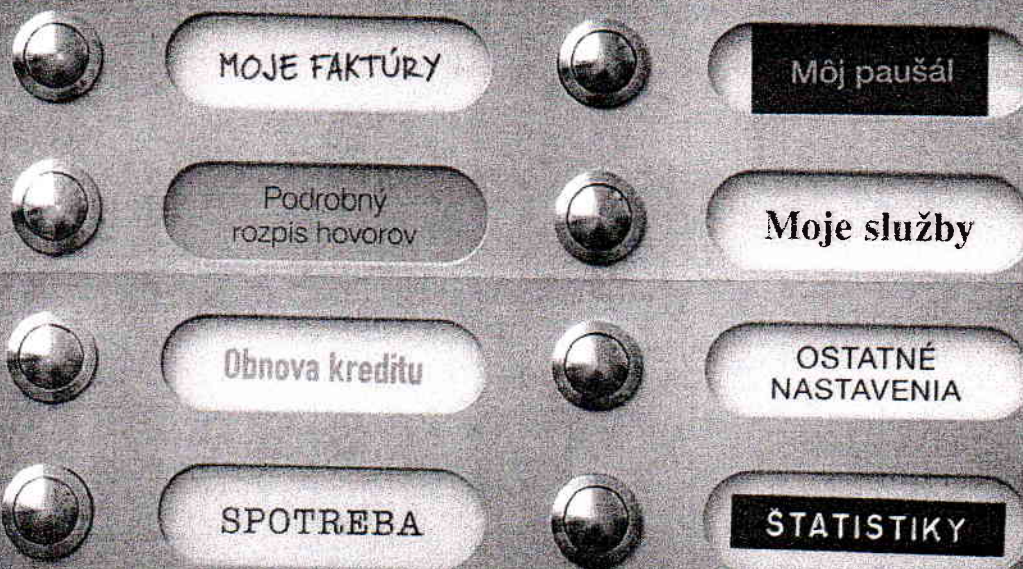 MOJE FAKTÚRY
Môj paušál
Podrobný
rozpis hovorov
Moje služby
Obnova kreditu
OSTATNÉ
NASTAVENIA
SPOTREBA
ŠTATISTIKY